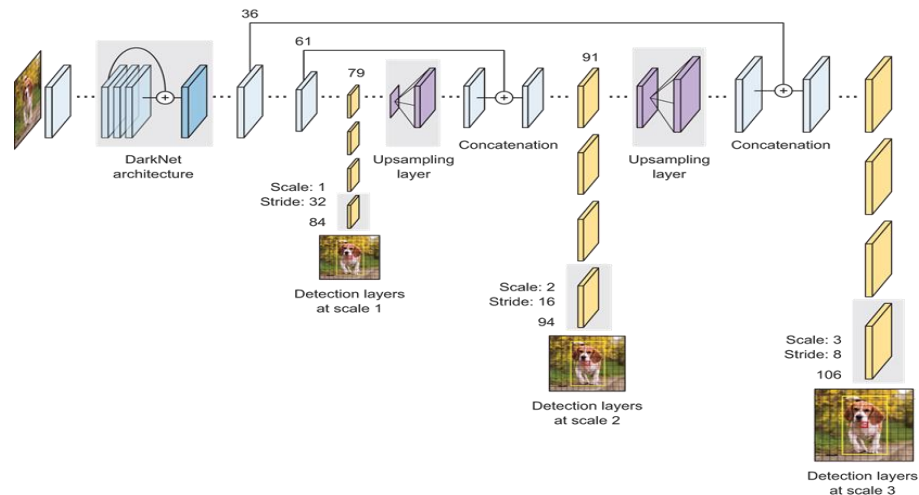 36
61
79
91
DarkNet
architecture
Upsampling
layer
Concatenation
Upsampling
layer
Concatenation
Scale: 1
Stride: 32
84
Detection layers
at scale 1
Scale: 2
Stride: 16
94
Detection layers
at scale 2
Scale: 3
Stride: 8
106
Detection layers
at scale 3